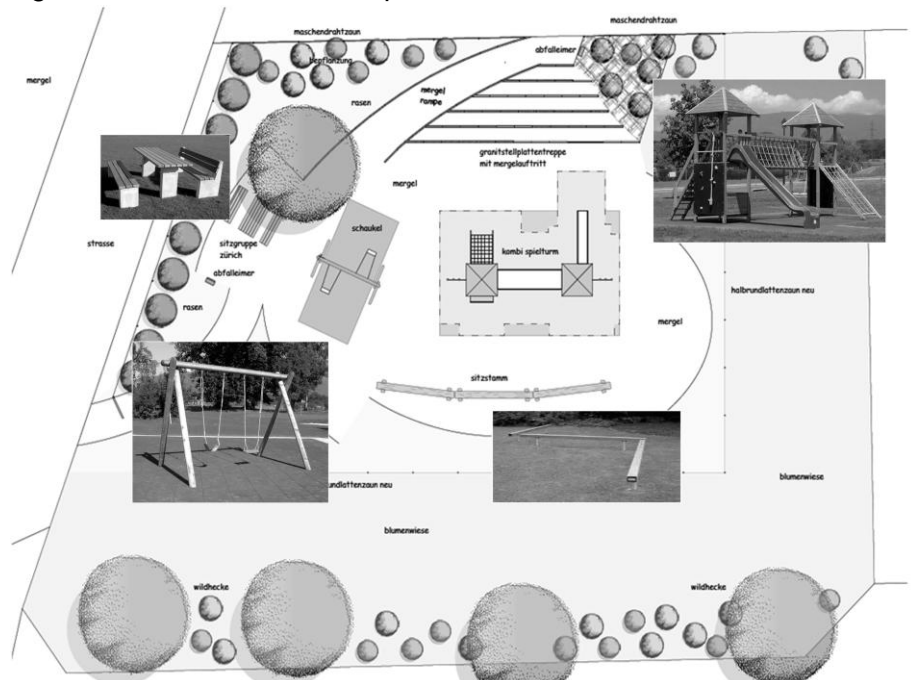 maschendrahtzaun
maschendrahtzaun
abfalleimer
bepflanzung
mergel
mergel
rampe
rasen
granitstellplattentreppe
mit mergelauftritt
mergel
schaukel
strasse
sitzgruppe
zürich
kombi spielturm
abfalleimer
halbrundlattenzaun neu
rasen
mergel
sitzstamm
blumenwiese
undlattenzaun neu
blumenwiese
wildhecke
wildhecke